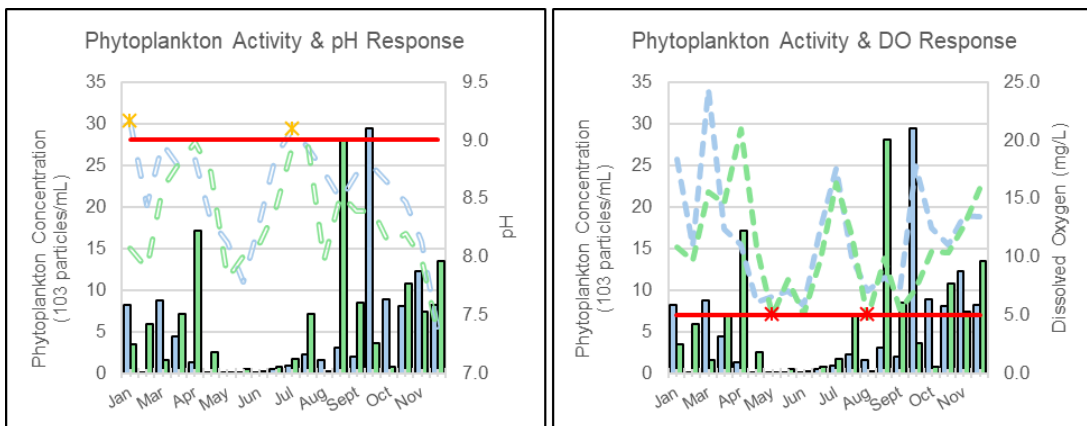 Phytoplankton Activity & pH Response
Phytoplankton Concentration
(103 particles/mL)
35
30
25
20
15
10
5
0
9.5
9.0
8.5
8.0
7.5
7.0
pH
Jan
Mar
Apr
May
Jun
Jul
Aug
Sept
Oct
Nov
Phytoplankton Activity & DO Response
Phytoplankton Concentration
(103 particles/mL)
35
30
25
20
15
10
5
0
25.0
20.0
15.0
10.0
5.0
0.0
Dissolved Oxygen (mg/L)
Jan
Mar
Apr
May
Jun
Jul
Aug
Sept
Oct
Nov